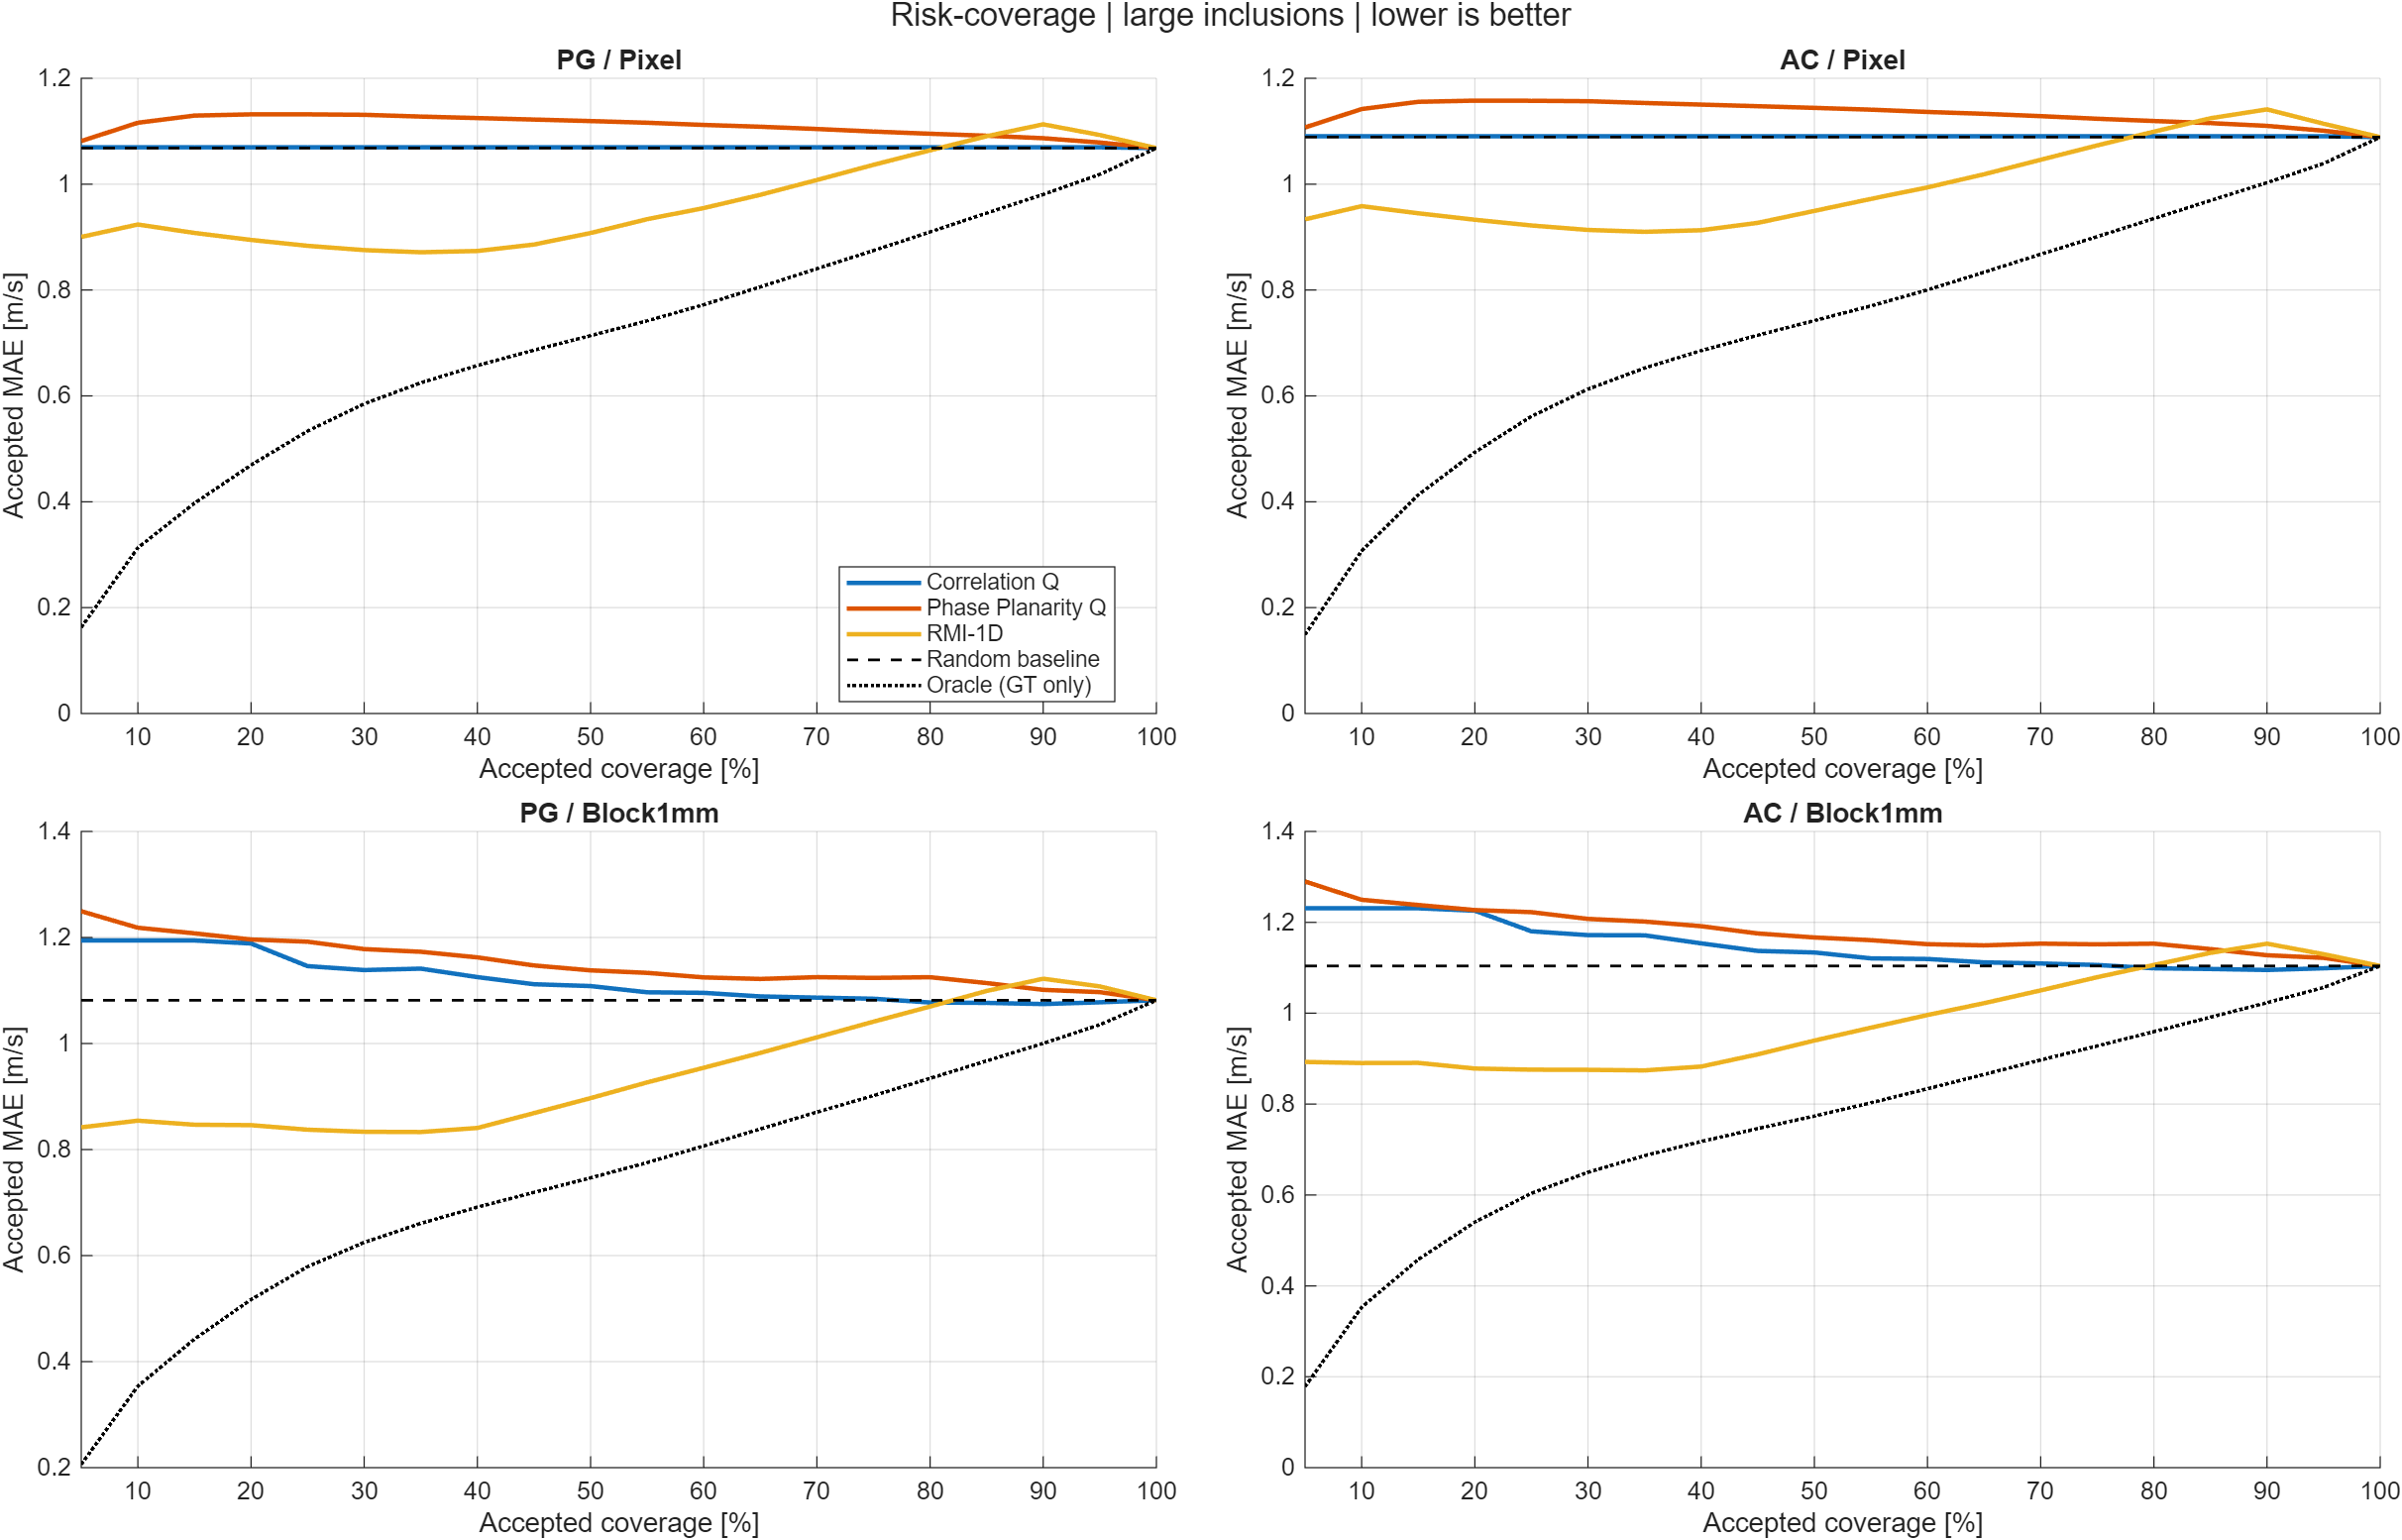 Risk-coverage | large inclusions | lower is better
PG / Pixel
1.2
1
0.8
0.6
0.4
0.2
0
Accepted MAE [m/s]
10 20 30 40 50 60 70 80 90 100
Accepted coverage [%]
Correlation Q
Phase Planarity Q
RMI-1D
Random baseline
Oracle (GT only)
AC / Pixel
1.2
1
0.8
0.6
0.4
0.2
0
Accepted MAE [m/s]
10 20 30 40 50 60 70 80 90 100
Accepted coverage [%]
PG / Block1mm
1.4
1.2
1
0.8
0.6
0.4
0.2
Accepted MAE [m/s]
10 20 30 40 50 60 70 80 90 100
Accepted coverage [%]
AC / Block1mm
1.4
1.2
1
0.8
0.6
0.4
0.2
0
Accepted MAE [m/s]
10 20 30 40 50 60 70 80 90 100
Accepted coverage [%]